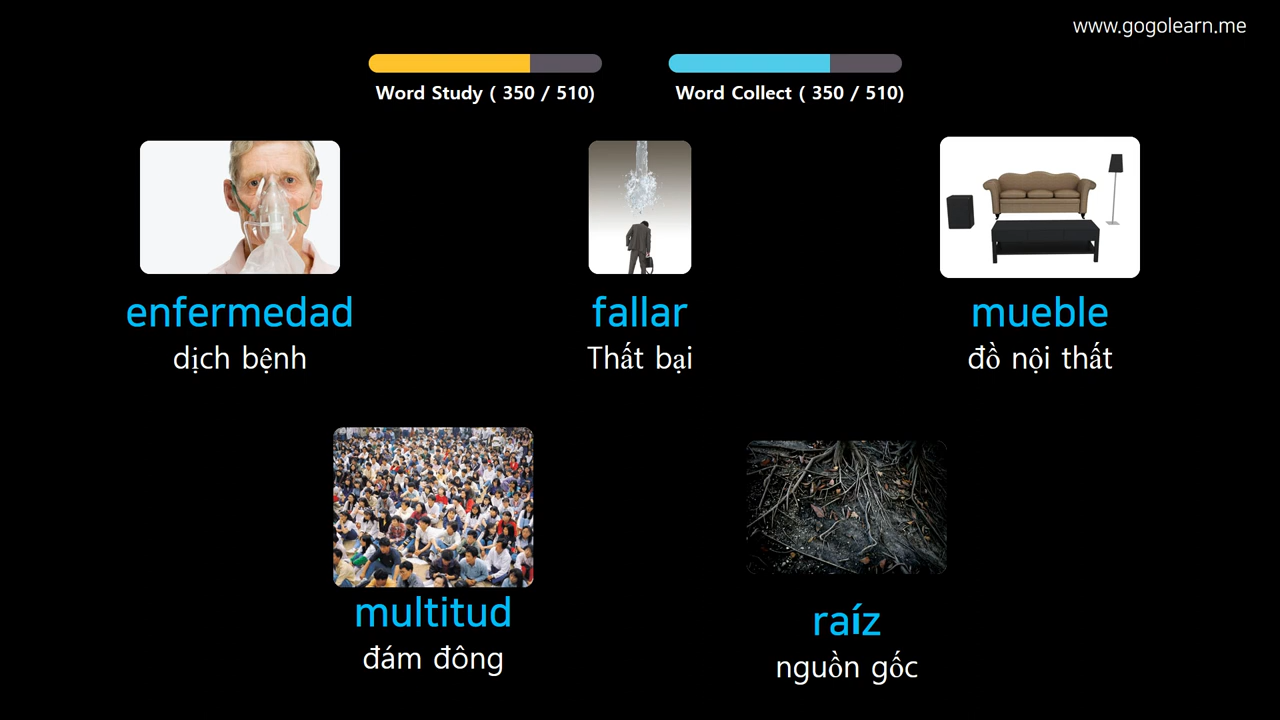 www.gogolearn.me
Word Study ( 350 / 510)
Word Collect ( 350 / 510)
enfermedad
dịch bệnh
fallar
Thất bại
mueble
đồ nội thất
multitud
đám đông
raíz
nguồn gốc